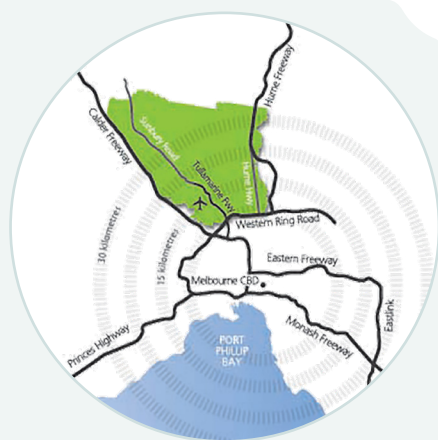 Hume Freeway
Calder Freeway
Sunbury Road
Tullamarine Fwy
Hume Hwy
Western Ring Road
30 kilometres
15 kilometres
Eastern Freeway
Melbourne CBD
Eastlink
Princes Highway
Monash Freeway
PORT
PHILLIP
BAY